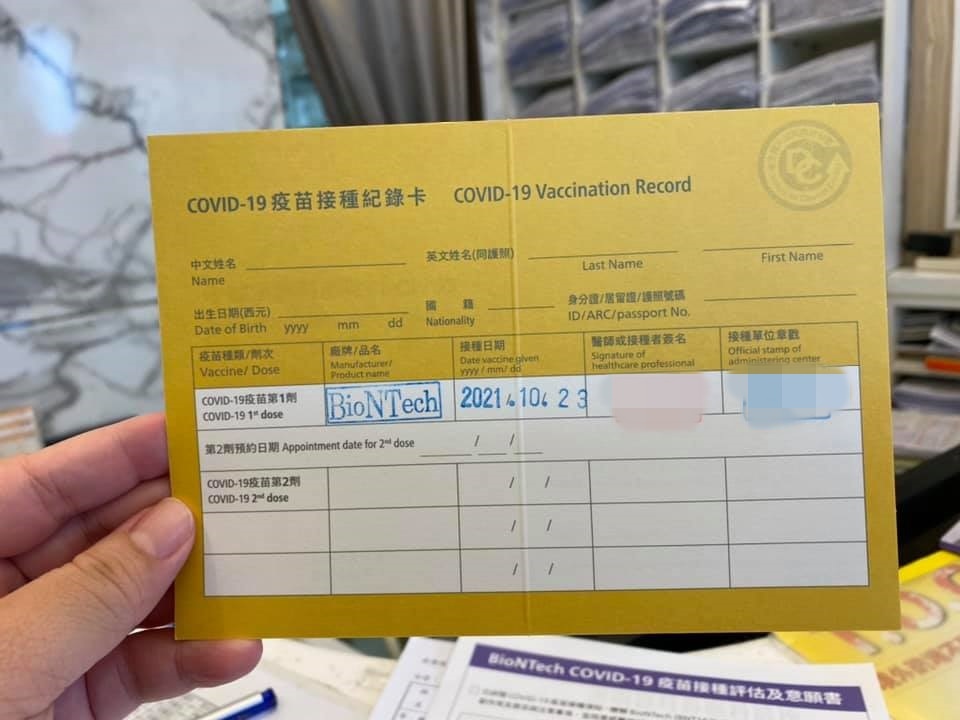 COVID-19 疫苗接種紀錄卡 COVID-19 Vaccination Record
中文姓名 英文姓名(同護照)
Name Last Name First Name
出生日期(西元) 國 籍 身分證/居留證/護照號碼
Date of Birth yyyy mm dd Nationality ID/ARC/passport No.
疫苗種類/劑次 廠牌/品名 接種日期 醫師或接種者簽名 接種單位章戳
Vaccine/ Dose Manufacturer/ Date vaccine given Signature of Official stamp of
Product name yyyy / mm/ dd healthcare professional administering center
COVID-19疫苗第1劑 BioNTech 2021.10.23
COVID-19 1st dose
第2劑預約日期 Appointment date for 2nd dose / /
COVID-19疫苗第2劑 / /
COVID-19 2nd dose
/ /
/ /
BioNTech COVID-19 疫苗接種評估及意願書